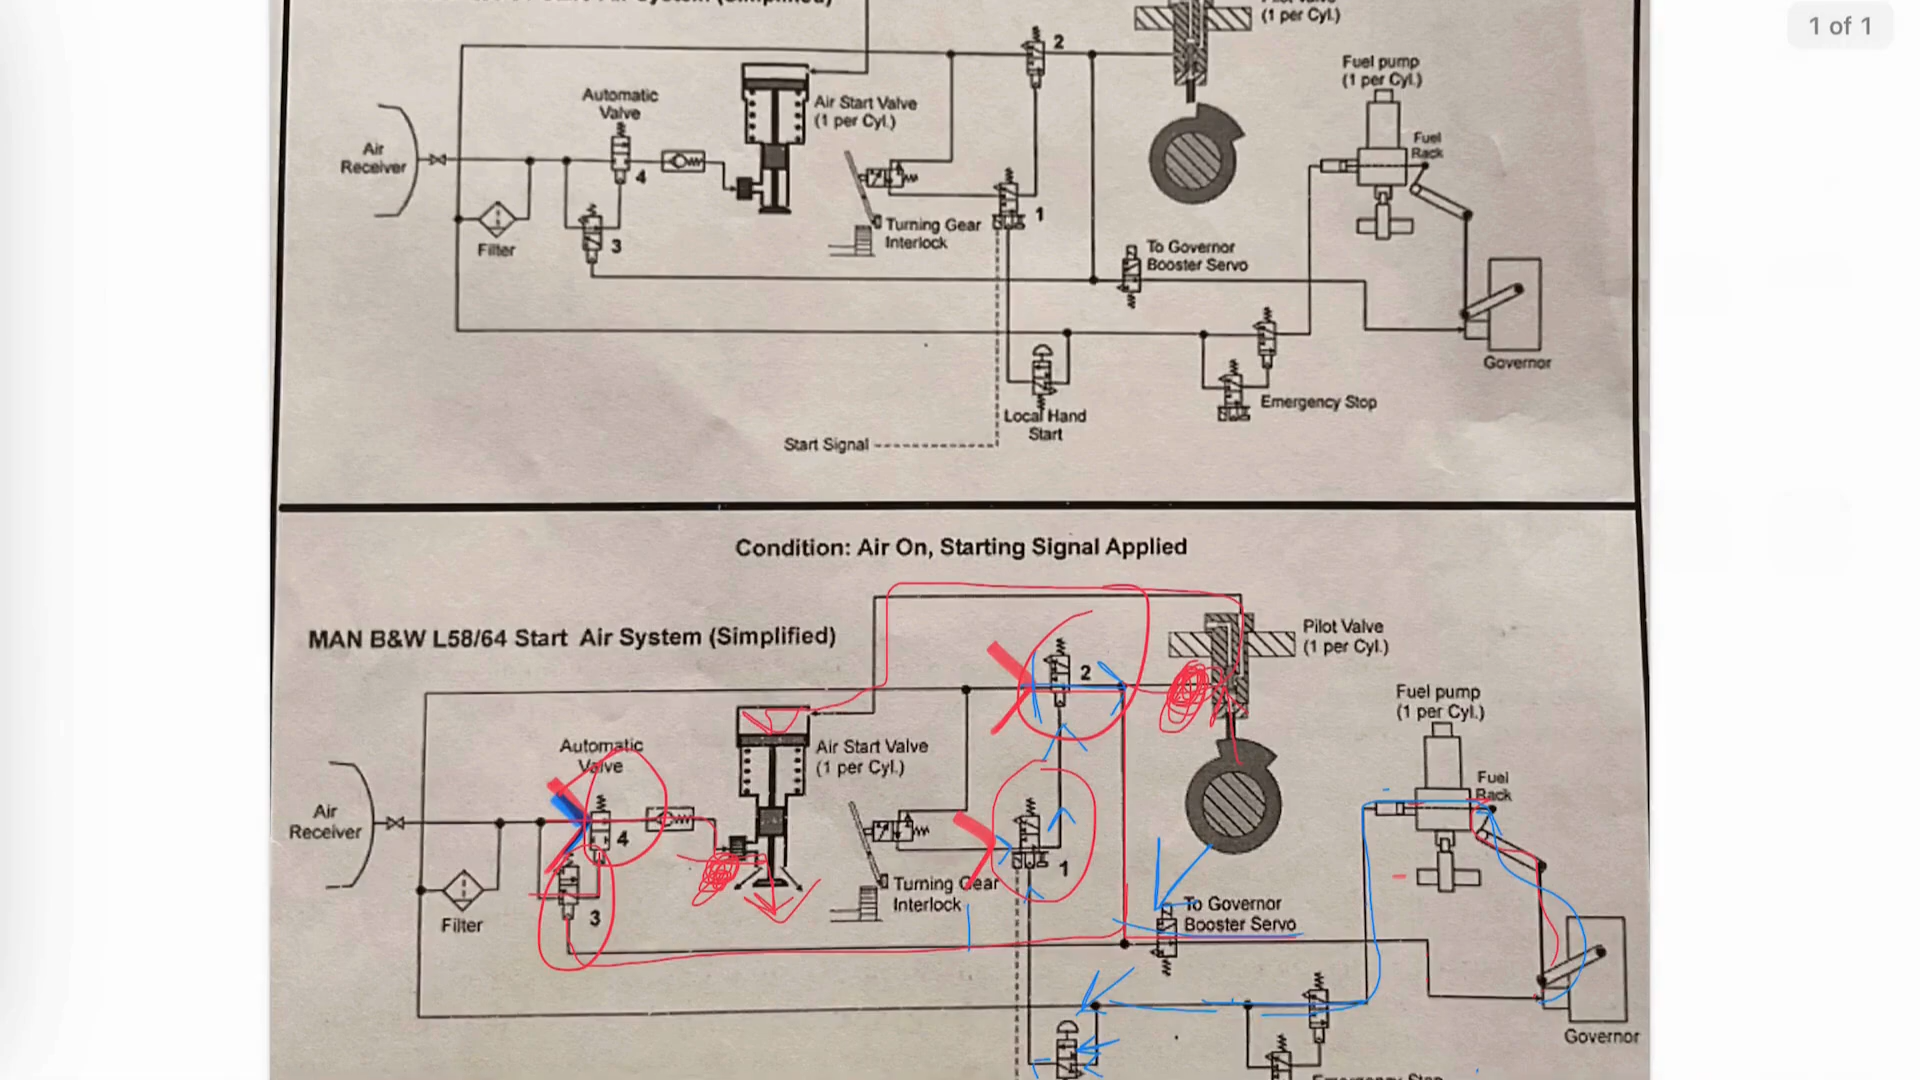 1 of 1
Start Air System (Simplified)
(1 per Cyl.)
2
Fuel pump
(1 per Cyl.)
Automatic
Valve
Air Start Valve
(1 per Cyl.)
Fuel
Rack
Air
Receiver
4
1
Turning Gear
Interlock
Filter
3
To Governor
Booster Servo
Governor
Emergency Stop
Local Hand
Start
Start Signal
Condition: Air On, Starting Signal Applied
MAN B&W L58/64 Start Air System (Simplified)
Pilot Valve
(1 per Cyl.)
2
Fuel pump
(1 per Cyl.)
Automatic
Valve
Air Start Valve
(1 per Cyl.)
Fuel
Rack
Air
Receiver
4
1
Turning Gear
Interlock
Filter
3
To Governor
Booster Servo
Governor